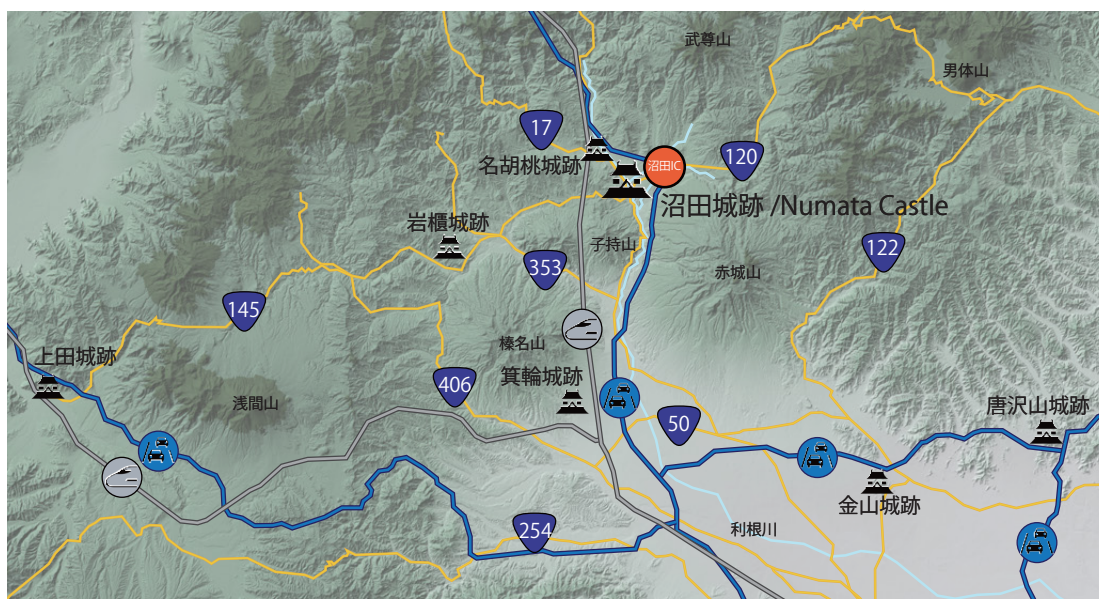 武尊山
男体山
17
120
沼田IC
名胡桃城跡
沼田城跡 /Numata Castle
岩櫃城跡
子持山
122
353
赤城山
145
榛名山
上田城跡
箕輪城跡
406
浅間山
50
唐沢山城跡
金山城跡
254
利根川